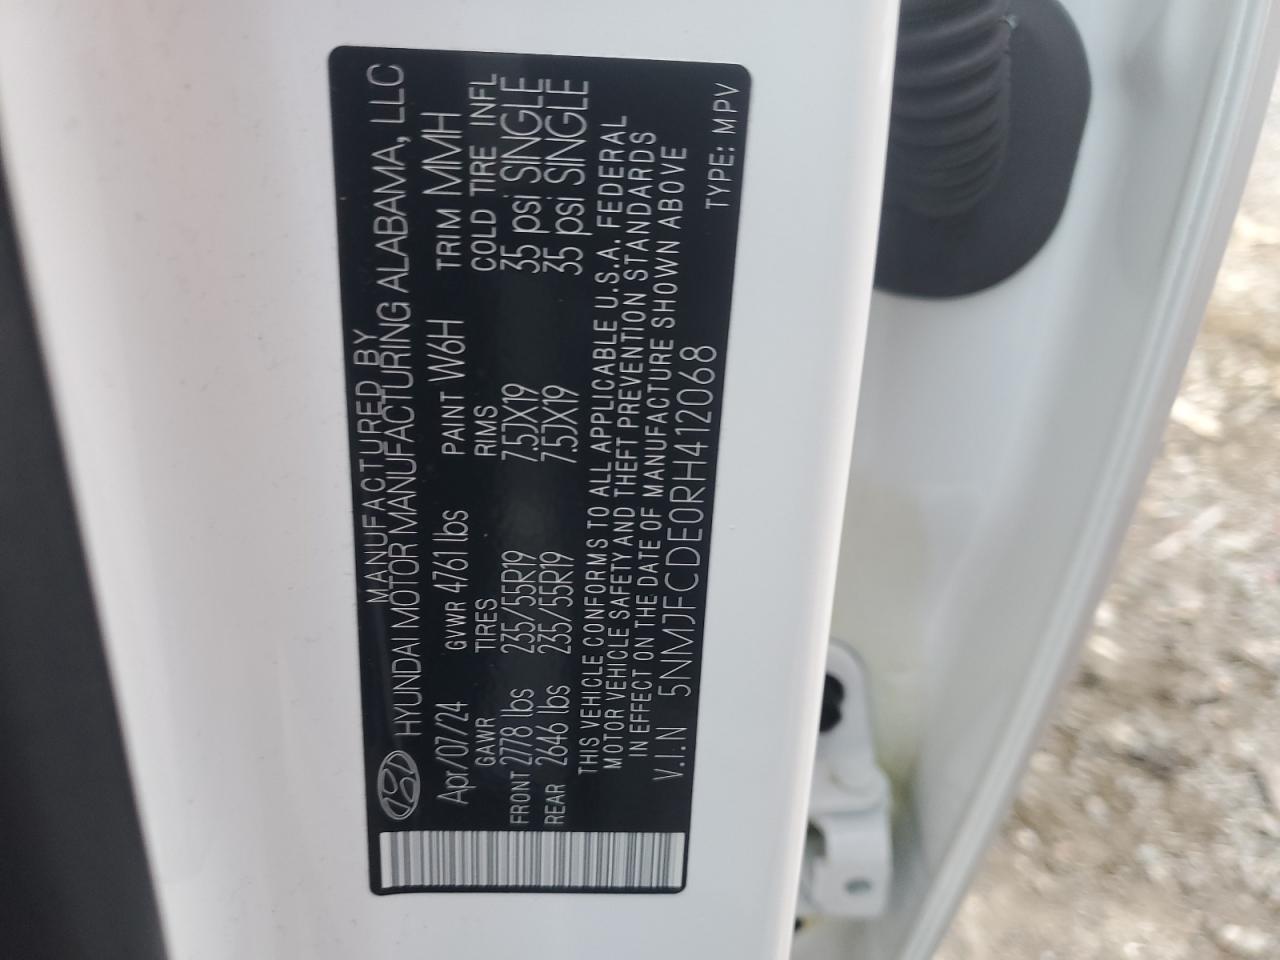 MANUFACTURED BY
HYUNDAI MOTOR MANUFACTURING ALABAMA, LLC
Apr/07/24 GVWR 4761 lbs PAINT W6H TRIM MMH
GAWR TIRES RIMS COLD TIRE INFL
FRONT 2778 lbs 235/55R19 7.5JX19 35 psi SINGLE
REAR 2646 lbs 235/55R19 7.5JX19 35 psi SINGLE
THIS VEHICLE CONFORMS TO ALL APPLICABLE U.S.A. FEDERAL
MOTOR VEHICLE SAFETY AND THEFT PREVENTION STANDARDS
IN EFFECT ON THE DATE OF MANUFACTURE SHOWN ABOVE
V.I.N 5NMJFCDE0RH412068
TYPE: MPV